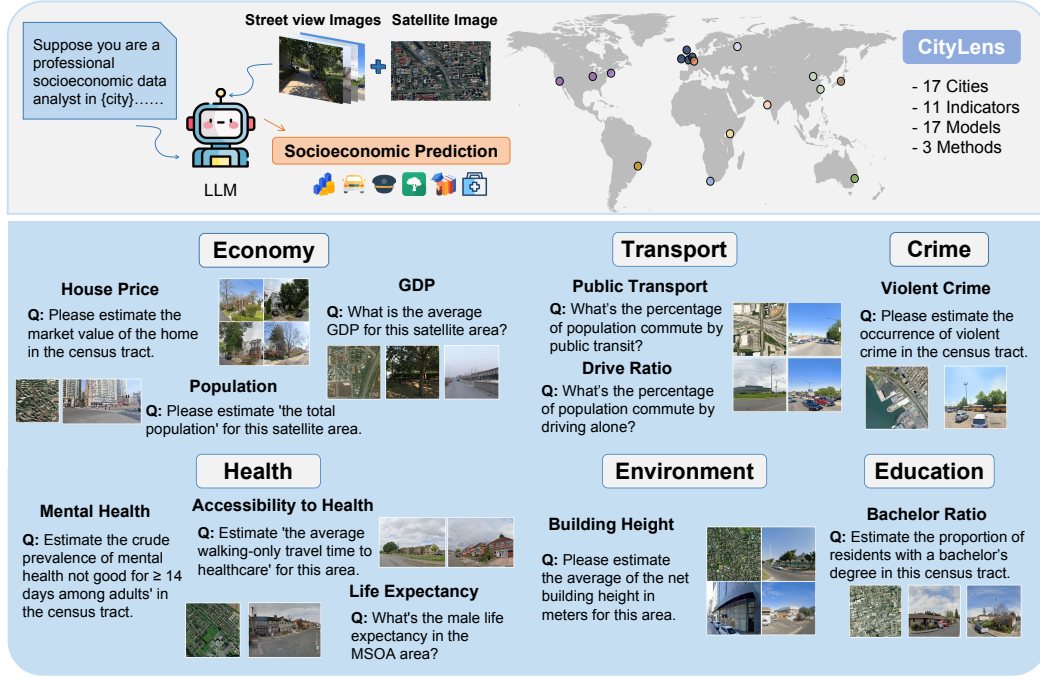 Suppose you are a
professional
socioeconomic data
analyst in {city}……
Street view Images
Satellite Image
LLM
Socioeconomic Prediction
CityLens
- 17 Cities
- 11 Indicators
- 17 Models
- 3 Methods
Economy
House Price
Q: Please estimate the
market value of the home
in the census tract.
GDP
Q: What is the average
GDP for this satellite area?
Population
Q: Please estimate 'the total
population' for this satellite area.
Transport
Public Transport
Q: What's the percentage
of population commute by
public transit?
Drive Ratio
Q: What's the percentage
of population commute by
driving alone?
Crime
Violent Crime
Q: Please estimate the
occurrence of violent
crime in the census tract.
Health
Mental Health
Q: Estimate the crude
prevalence of mental
health not good for ≥ 14
days among adults' in
the census tract.
Accessibility to Health
Q: Estimate 'the average
walking-only travel time to
healthcare' for this area.
Life Expectancy
Q: What's the male life
expectancy in the
MSOA area?
Environment
Building Height
Q: Please estimate
the average of the net
building height in
meters for this area.
Education
Bachelor Ratio
Q: Estimate the proportion of
residents with a bachelor's
degree in this census tract.